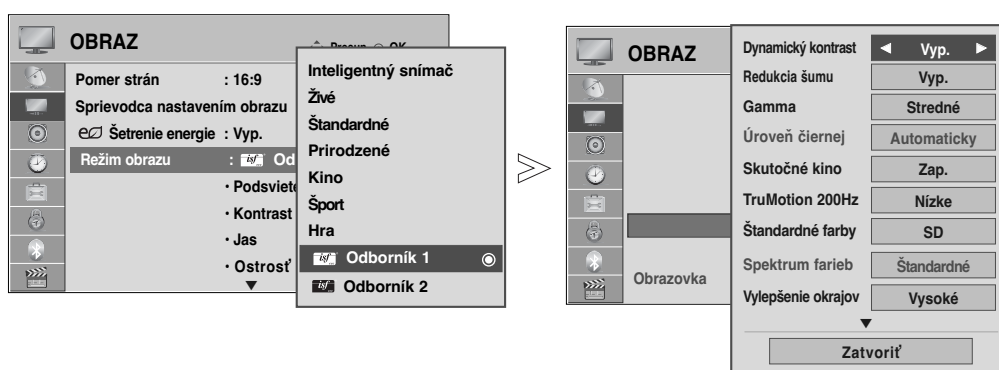 OBRAZ
OK
Pomer strán : 16:9
Sprievodca nastavením obrazu
Šetrenie energie : Vyp.
Režim obrazu : isf Od
· Podsviete
· Kontrast
· Jas
· Ostrosť
Inteligentný snímač
Živé
Štandardné
Prirodzené
Kino
Šport
Hra
isf Odborník 1
isf Odborník 2
OBRAZ
Obrazovka
Dynamický kontrast Vyp.
Redukcia šumu Vyp.
Gamma Stredné
Úroveň čiernej Automaticky
Skutočné kino Zap.
TruMotion 200Hz Nízke
Štandardné farby SD
Spektrum farieb Štandardné
Vylepšenie okrajov Vysoké
Zatvoriť